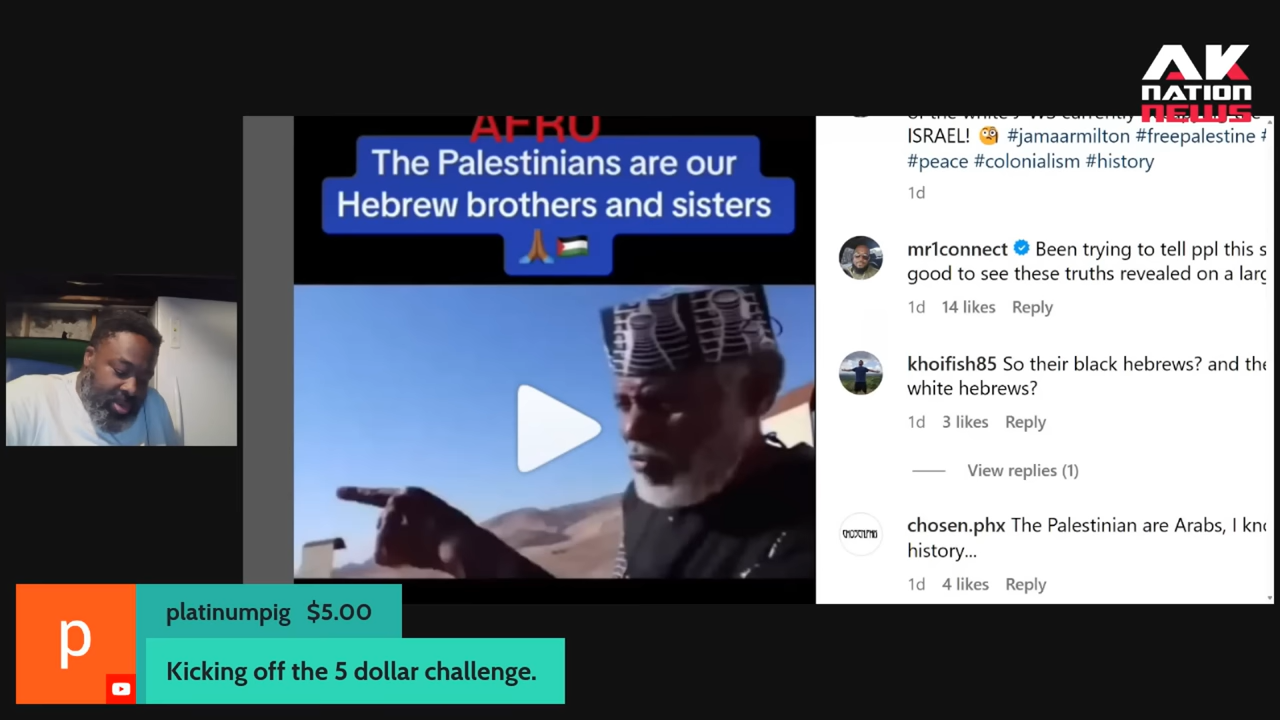 AK
NATION
NEWS
AFRO
The Palestinians are our
Hebrew brothers and sisters
🙏🏾🇵🇸
ISRAEL! 🧐 #jamaarmilton #freepalestine #
#peace #colonialism #history
1d
mr1connect Been trying to tell ppl this s
good to see these truths revealed on a larg
1d 14 likes Reply
khoifish85 So their black hebrews? and the
white hebrews?
1d 3 likes Reply
View replies (1)
chosen.phx The Palestinian are Arabs, I kno
history...
1d 4 likes Reply
p
platinumpig $5.00
Kicking off the 5 dollar challenge.